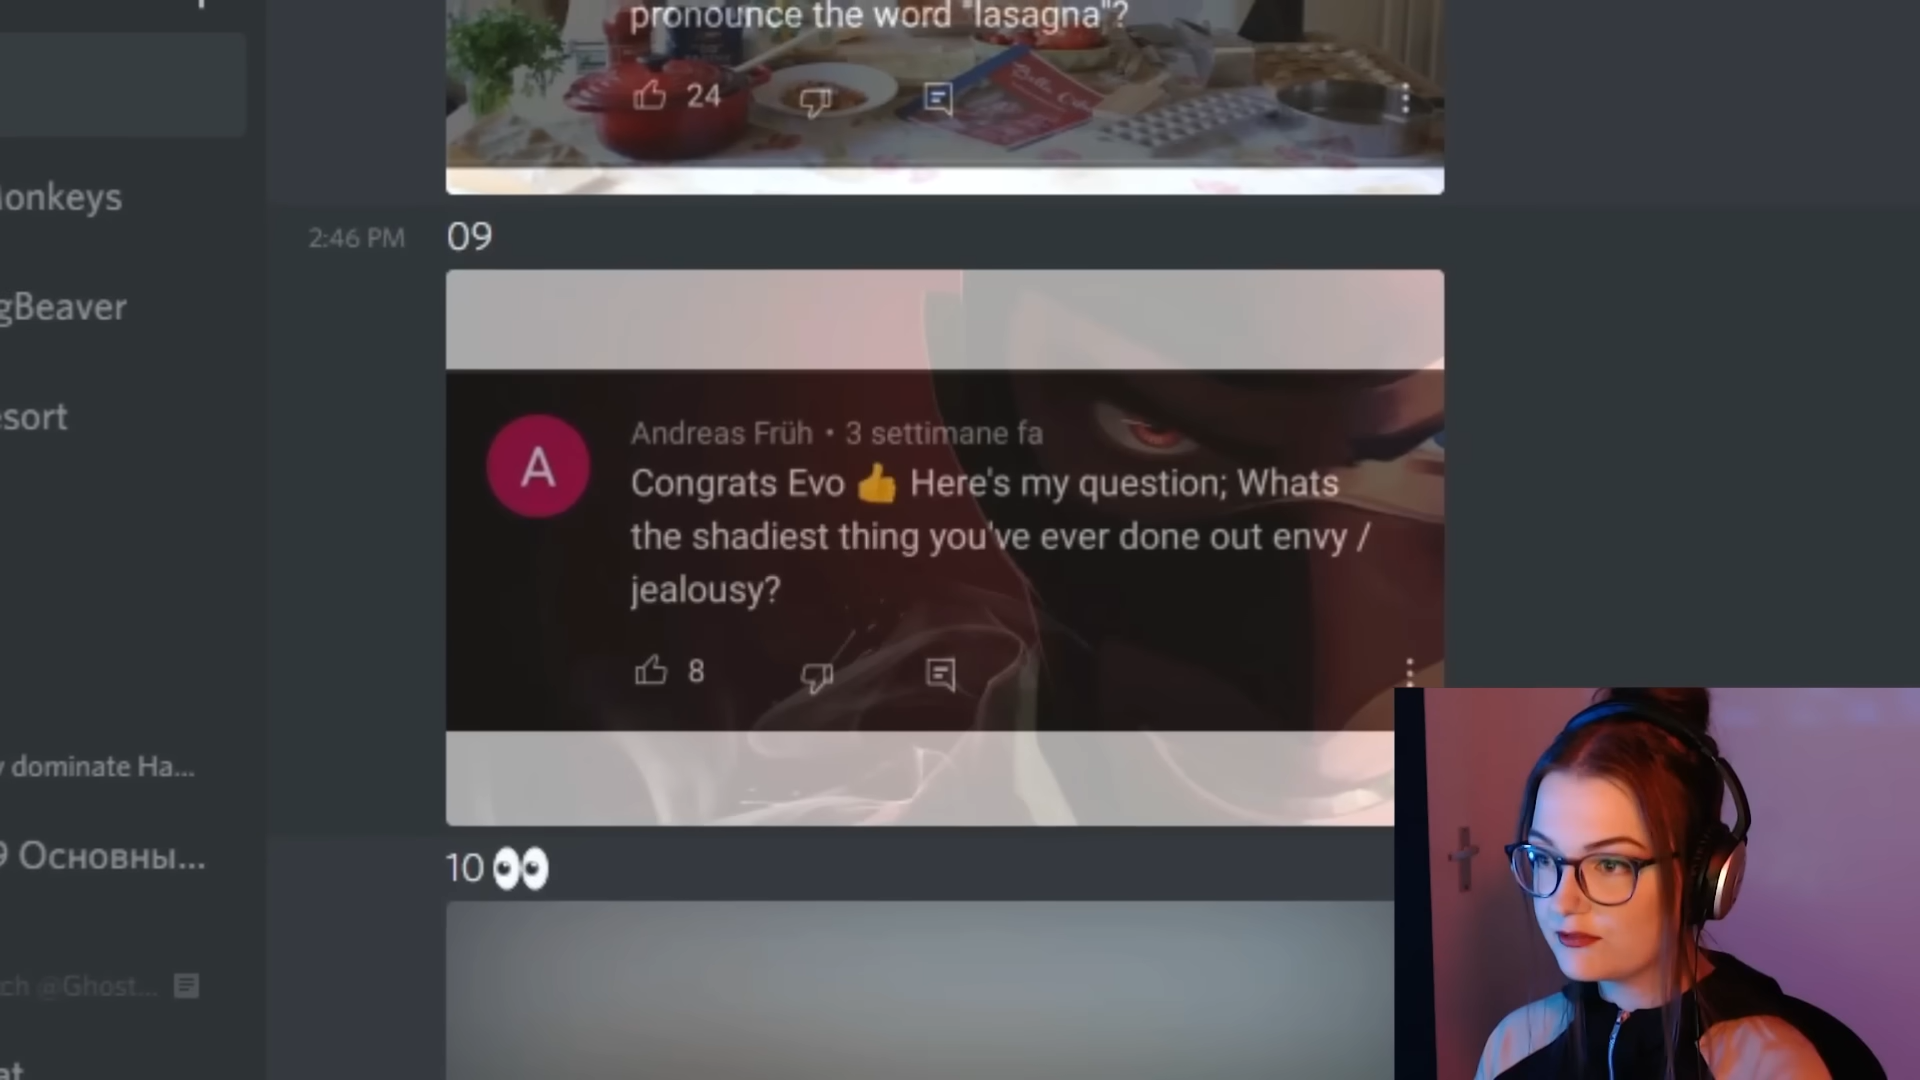 pronounce the word "lasagna"?
24
onkeys
2:46 PM
09
gBeaver
A
Andreas Früh • 3 settimane fa
Congrats Evo 👍 Here's my question; Whats
the shadiest thing you've ever done out envy /
jealousy?
8
esort
dominate Ha...
9 Основны...
10 👀
ch @Ghost...
at